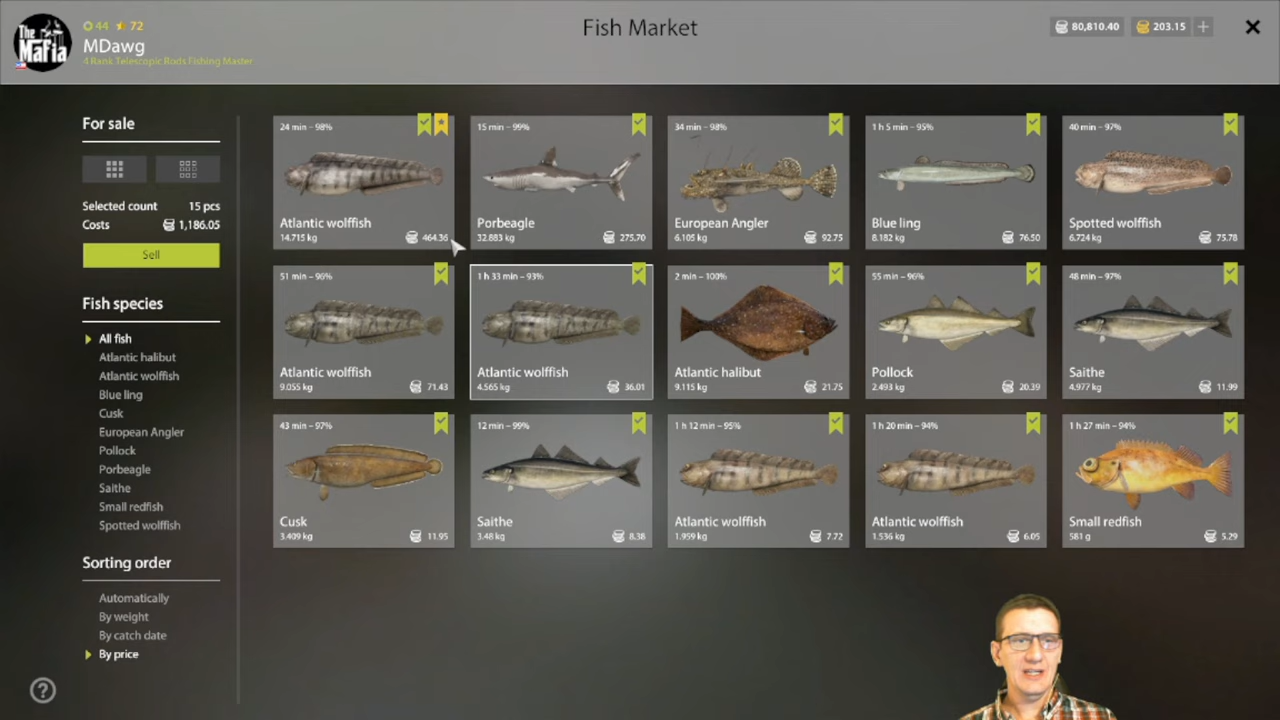 The
Mafia
44 72
MDawg
4 Rank Telescopic Rods Fishing Master
Fish Market
80,810.40 203.15 +
For sale
Selected count 15 pcs
Costs 1,186.05
Sell
Fish species
All fish
Atlantic halibut
Atlantic wolffish
Blue ling
Cusk
European Angler
Pollock
Porbeagle
Saithe
Small redfish
Spotted wolffish
Sorting order
Automatically
By weight
By catch date
By price
?
24 min – 98%
Atlantic wolffish
14.715 kg 464.36
15 min – 99%
Porbeagle
32.883 kg 275.70
34 min – 98%
European Angler
6.105 kg 92.75
1 h 5 min – 95%
Blue ling
8.182 kg 76.50
40 min – 97%
Spotted wolffish
6.724 kg 75.78
51 min – 96%
Atlantic wolffish
9.055 kg 71.43
1 h 33 min – 93%
Atlantic wolffish
4.565 kg 36.01
2 min – 100%
Atlantic halibut
9.115 kg 21.75
55 min – 96%
Pollock
2.493 kg 20.39
48 min – 97%
Saithe
4.977 kg 11.99
43 min – 97%
Cusk
3.409 kg 11.95
12 min – 99%
Saithe
3.48 kg 8.38
1 h 12 min – 95%
Atlantic wolffish
1.959 kg 7.72
1 h 20 min – 94%
Atlantic wolffish
1.536 kg 6.05
1 h 27 min – 94%
Small redfish
581 g 5.29